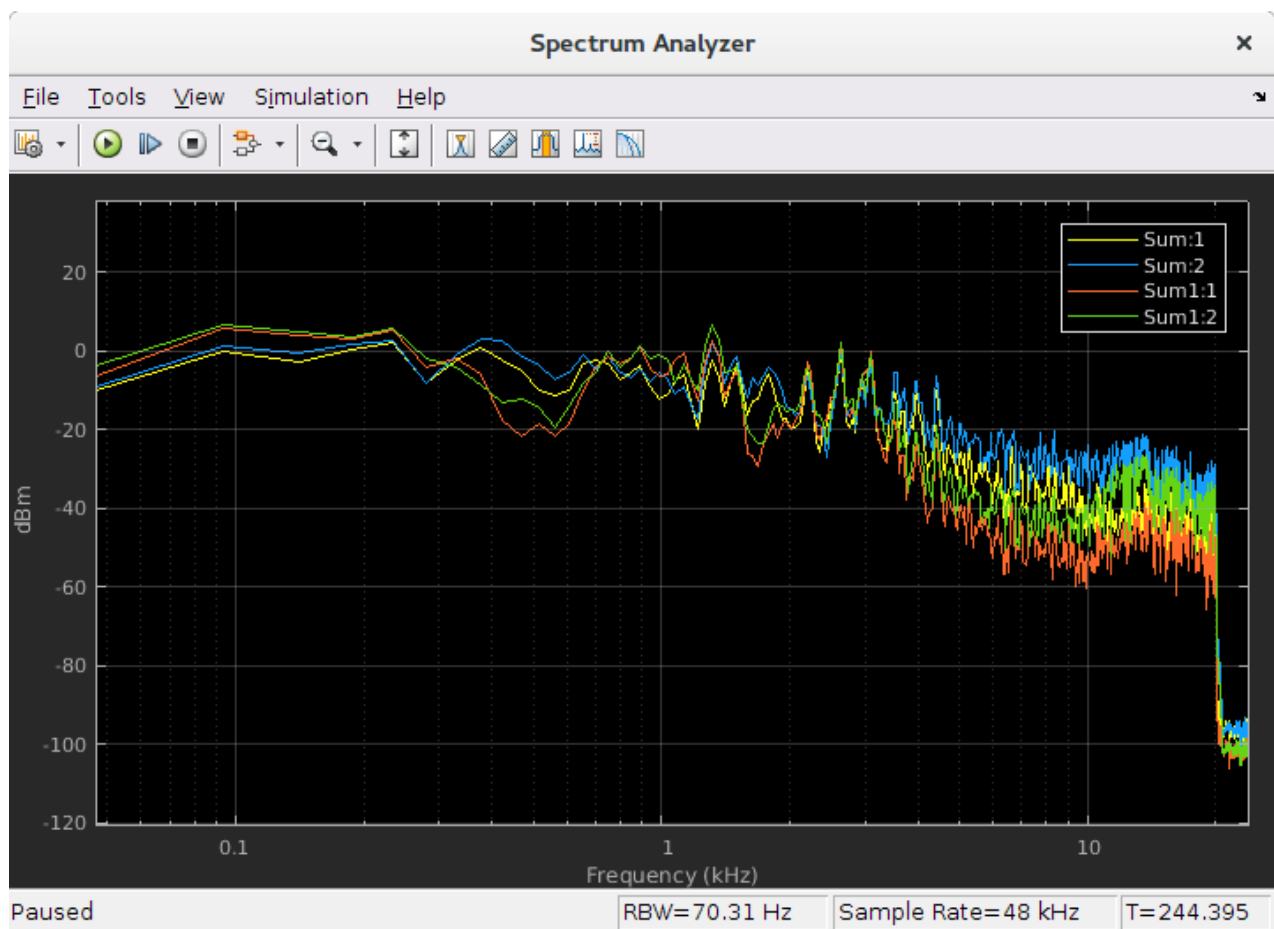 Spectrum Analyzer
File Tools View Simulation Help
Sum:1
Sum:2
Sum1:1
Sum1:2
20
0
-20
-40
-60
-80
-100
-120
dBm
0.1 1 10
Frequency (kHz)
Paused RBW=70.31 Hz Sample Rate=48 kHz T=244.395